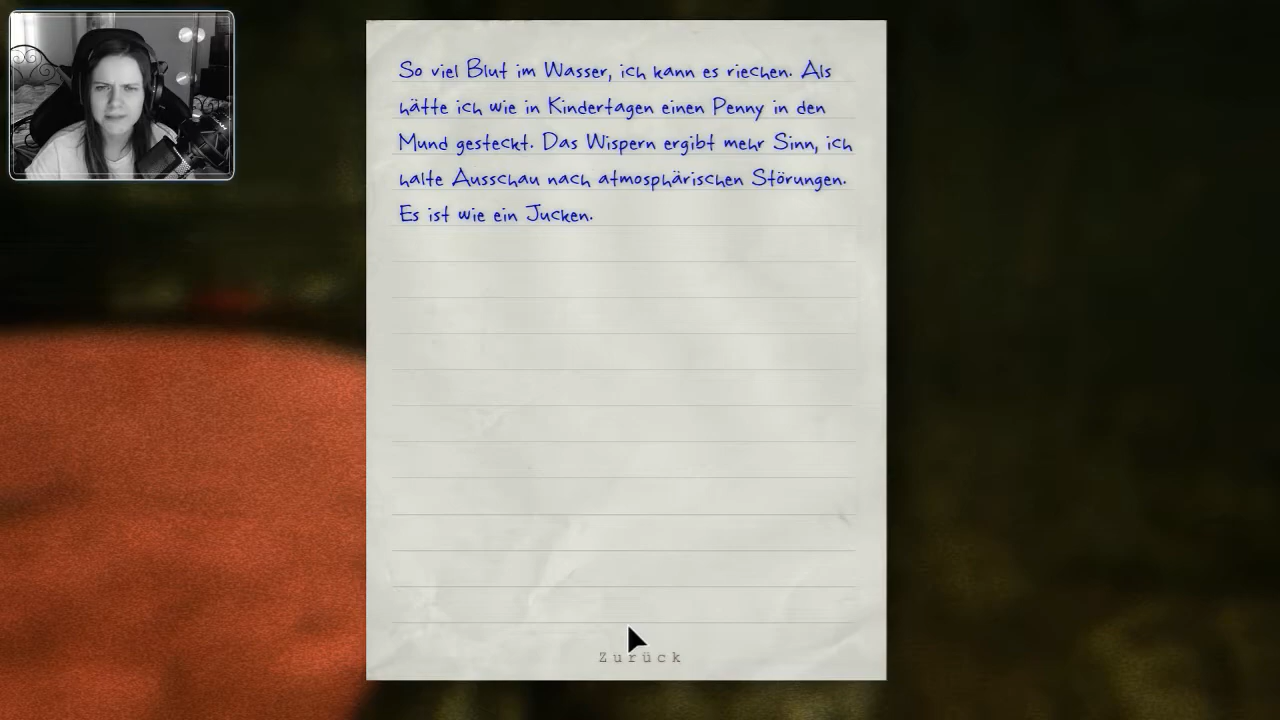 So viel Blut im Wasser, ich kann es riechen. Als
hätte ich wie in Kindertagen einen Penny in den
Mund gesteckt. Das Wispern ergibt mehr Sinn, ich
halte Ausschau nach atmosphärischen Störungen.
Es ist wie ein Jucken.
Zurück